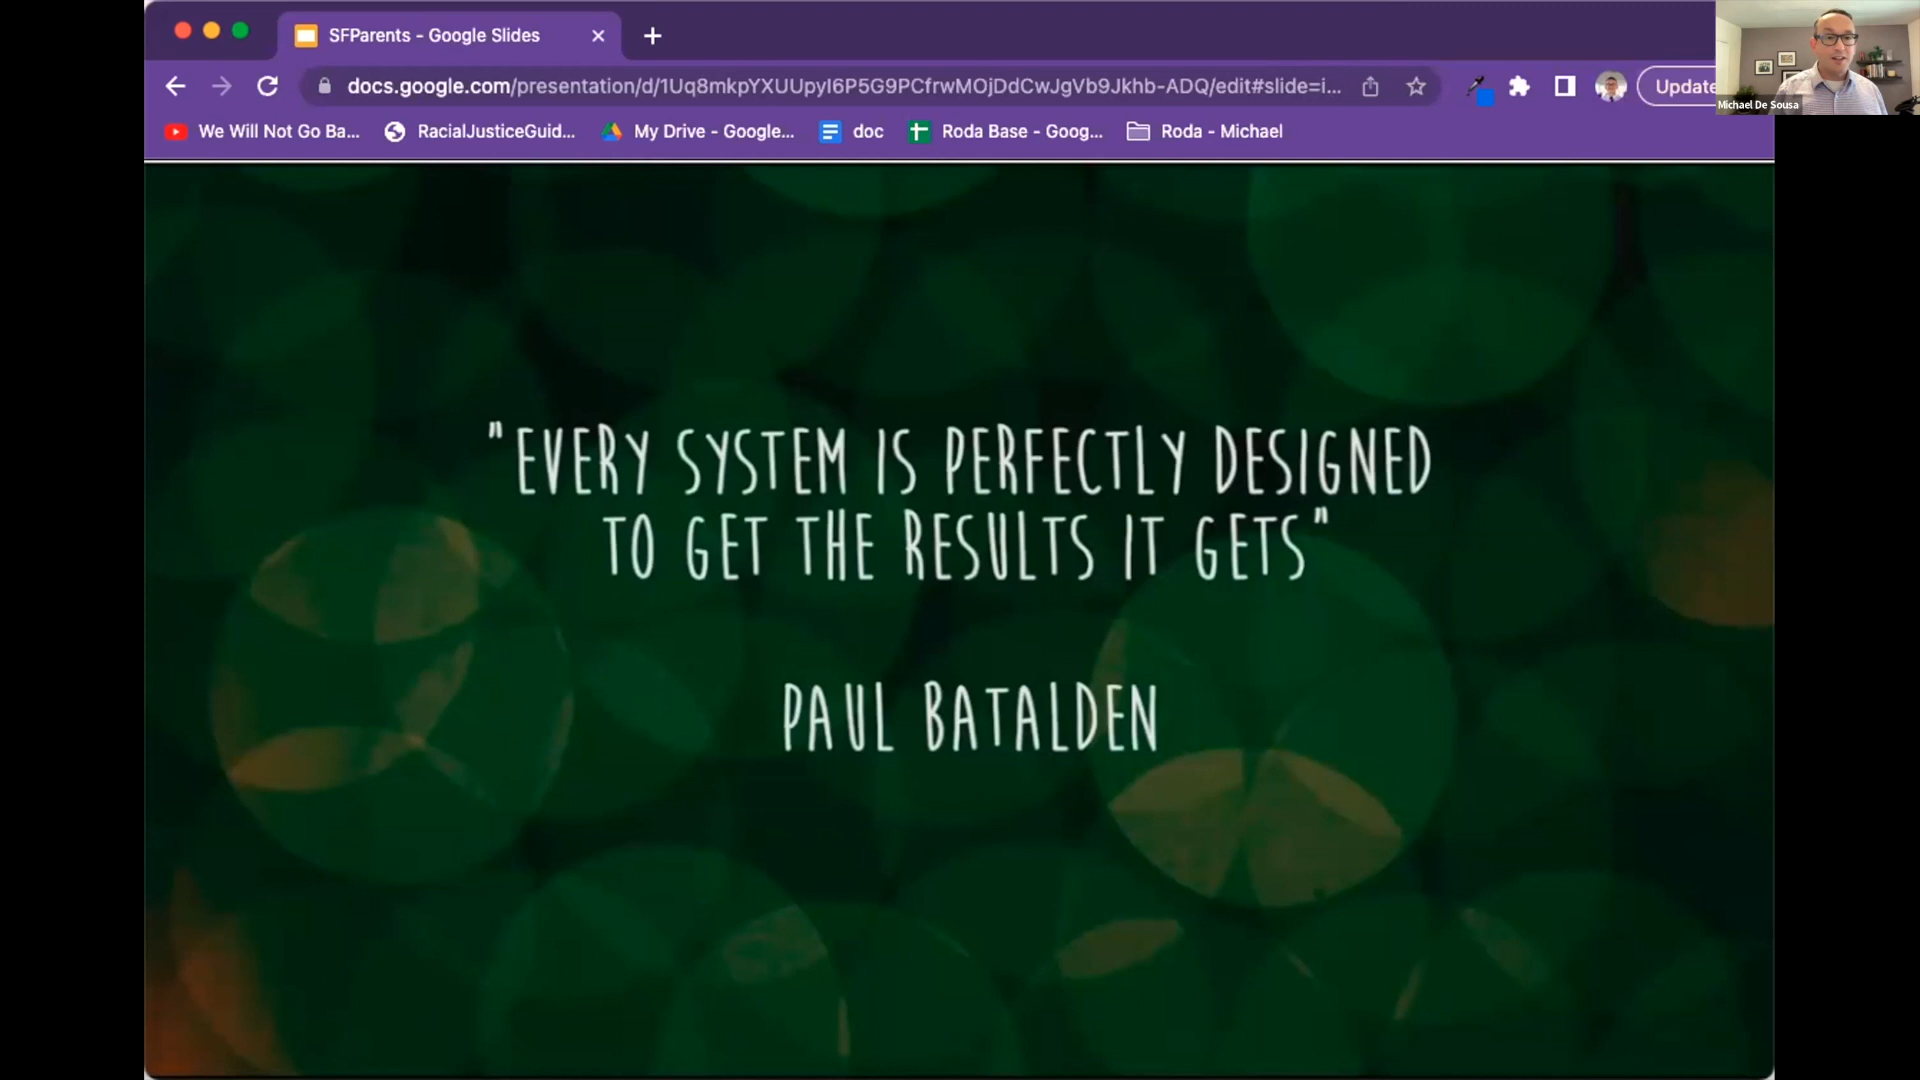 SFParents - Google Slides
docs.google.com/presentation/d/1Uq8mkpYXUUpyI6P5G9PCfrwMOjDdCwJgVb9Jkhb-ADQ/edit#slide=i...
Update
Michael De Sousa
We Will Not Go Ba...
RacialJusticeGuid...
My Drive - Google...
doc
Roda Base - Goog...
Roda - Michael
"EVERY SYSTEM IS PERFECTLY DESIGNED
TO GET THE RESULTS IT GETS"
PAUL BATALDEN